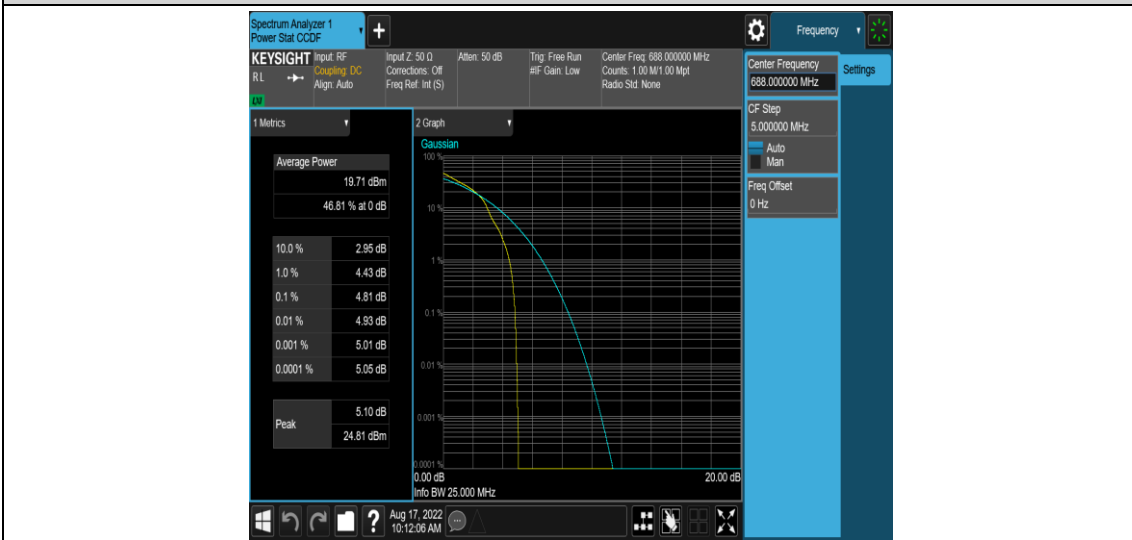 Spectrum Analyzer 1
Power Stat CCDF
+
Frequency
KEYSIGHT
RL
LXI
Input: RF
Coupling: DC
Align: Auto
Input Z: 50 Ω
Corrections: Off
Freq Ref: Int (S)
Atten: 50 dB
Trig: Free Run
#IF Gain: Low
Center Freq: 688.000000 MHz
Counts: 1.00 M/1.00 Mpt
Radio Std: None
Center Frequency
688.000000 MHz
Settings
CF Step
5.000000 MHz
Auto
Man
Freq Offset
0 Hz
1 Metrics
Average Power
19.71 dBm
46.81 % at 0 dB
10.0 % 2.95 dB
1.0 % 4.43 dB
0.1 % 4.81 dB
0.01 % 4.93 dB
0.001 % 5.01 dB
0.0001 % 5.05 dB
Peak
5.10 dB
24.81 dBm
2 Graph
Gaussian
100 %
10 %
1 %
0.1 %
0.01 %
0.001 %
0.0001 %
0.00 dB 20.00 dB
Info BW 25.000 MHz
?
Aug 17, 2022
10:12:06 AM